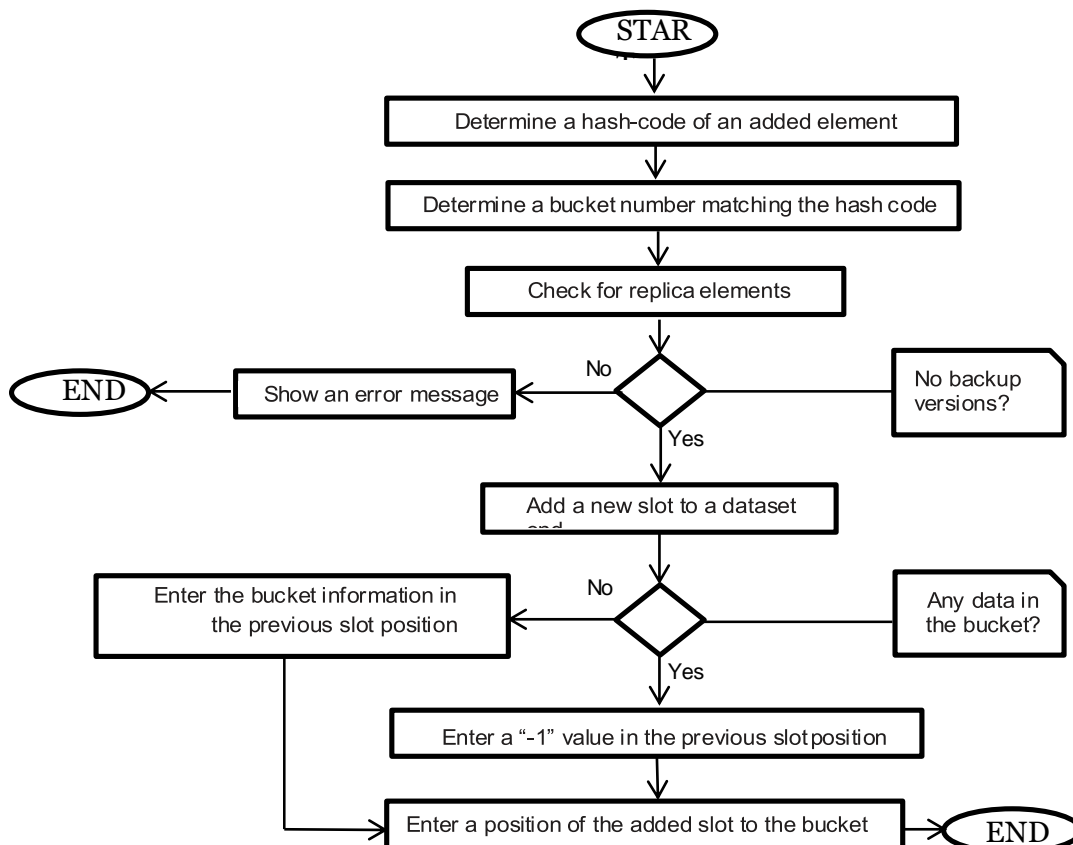 STAR
Determine a hash-code of an added element
Determine a bucket number matching the hash code
Check for replica elements
No
No backup
versions?
END
Show an error message
Yes
Add a new slot to a dataset
No
Enter the bucket information in
the previous slot position
Any data in
the bucket?
Yes
Enter a “-1” value in the previous slot position
Enter a position of the added slot to the bucket
END